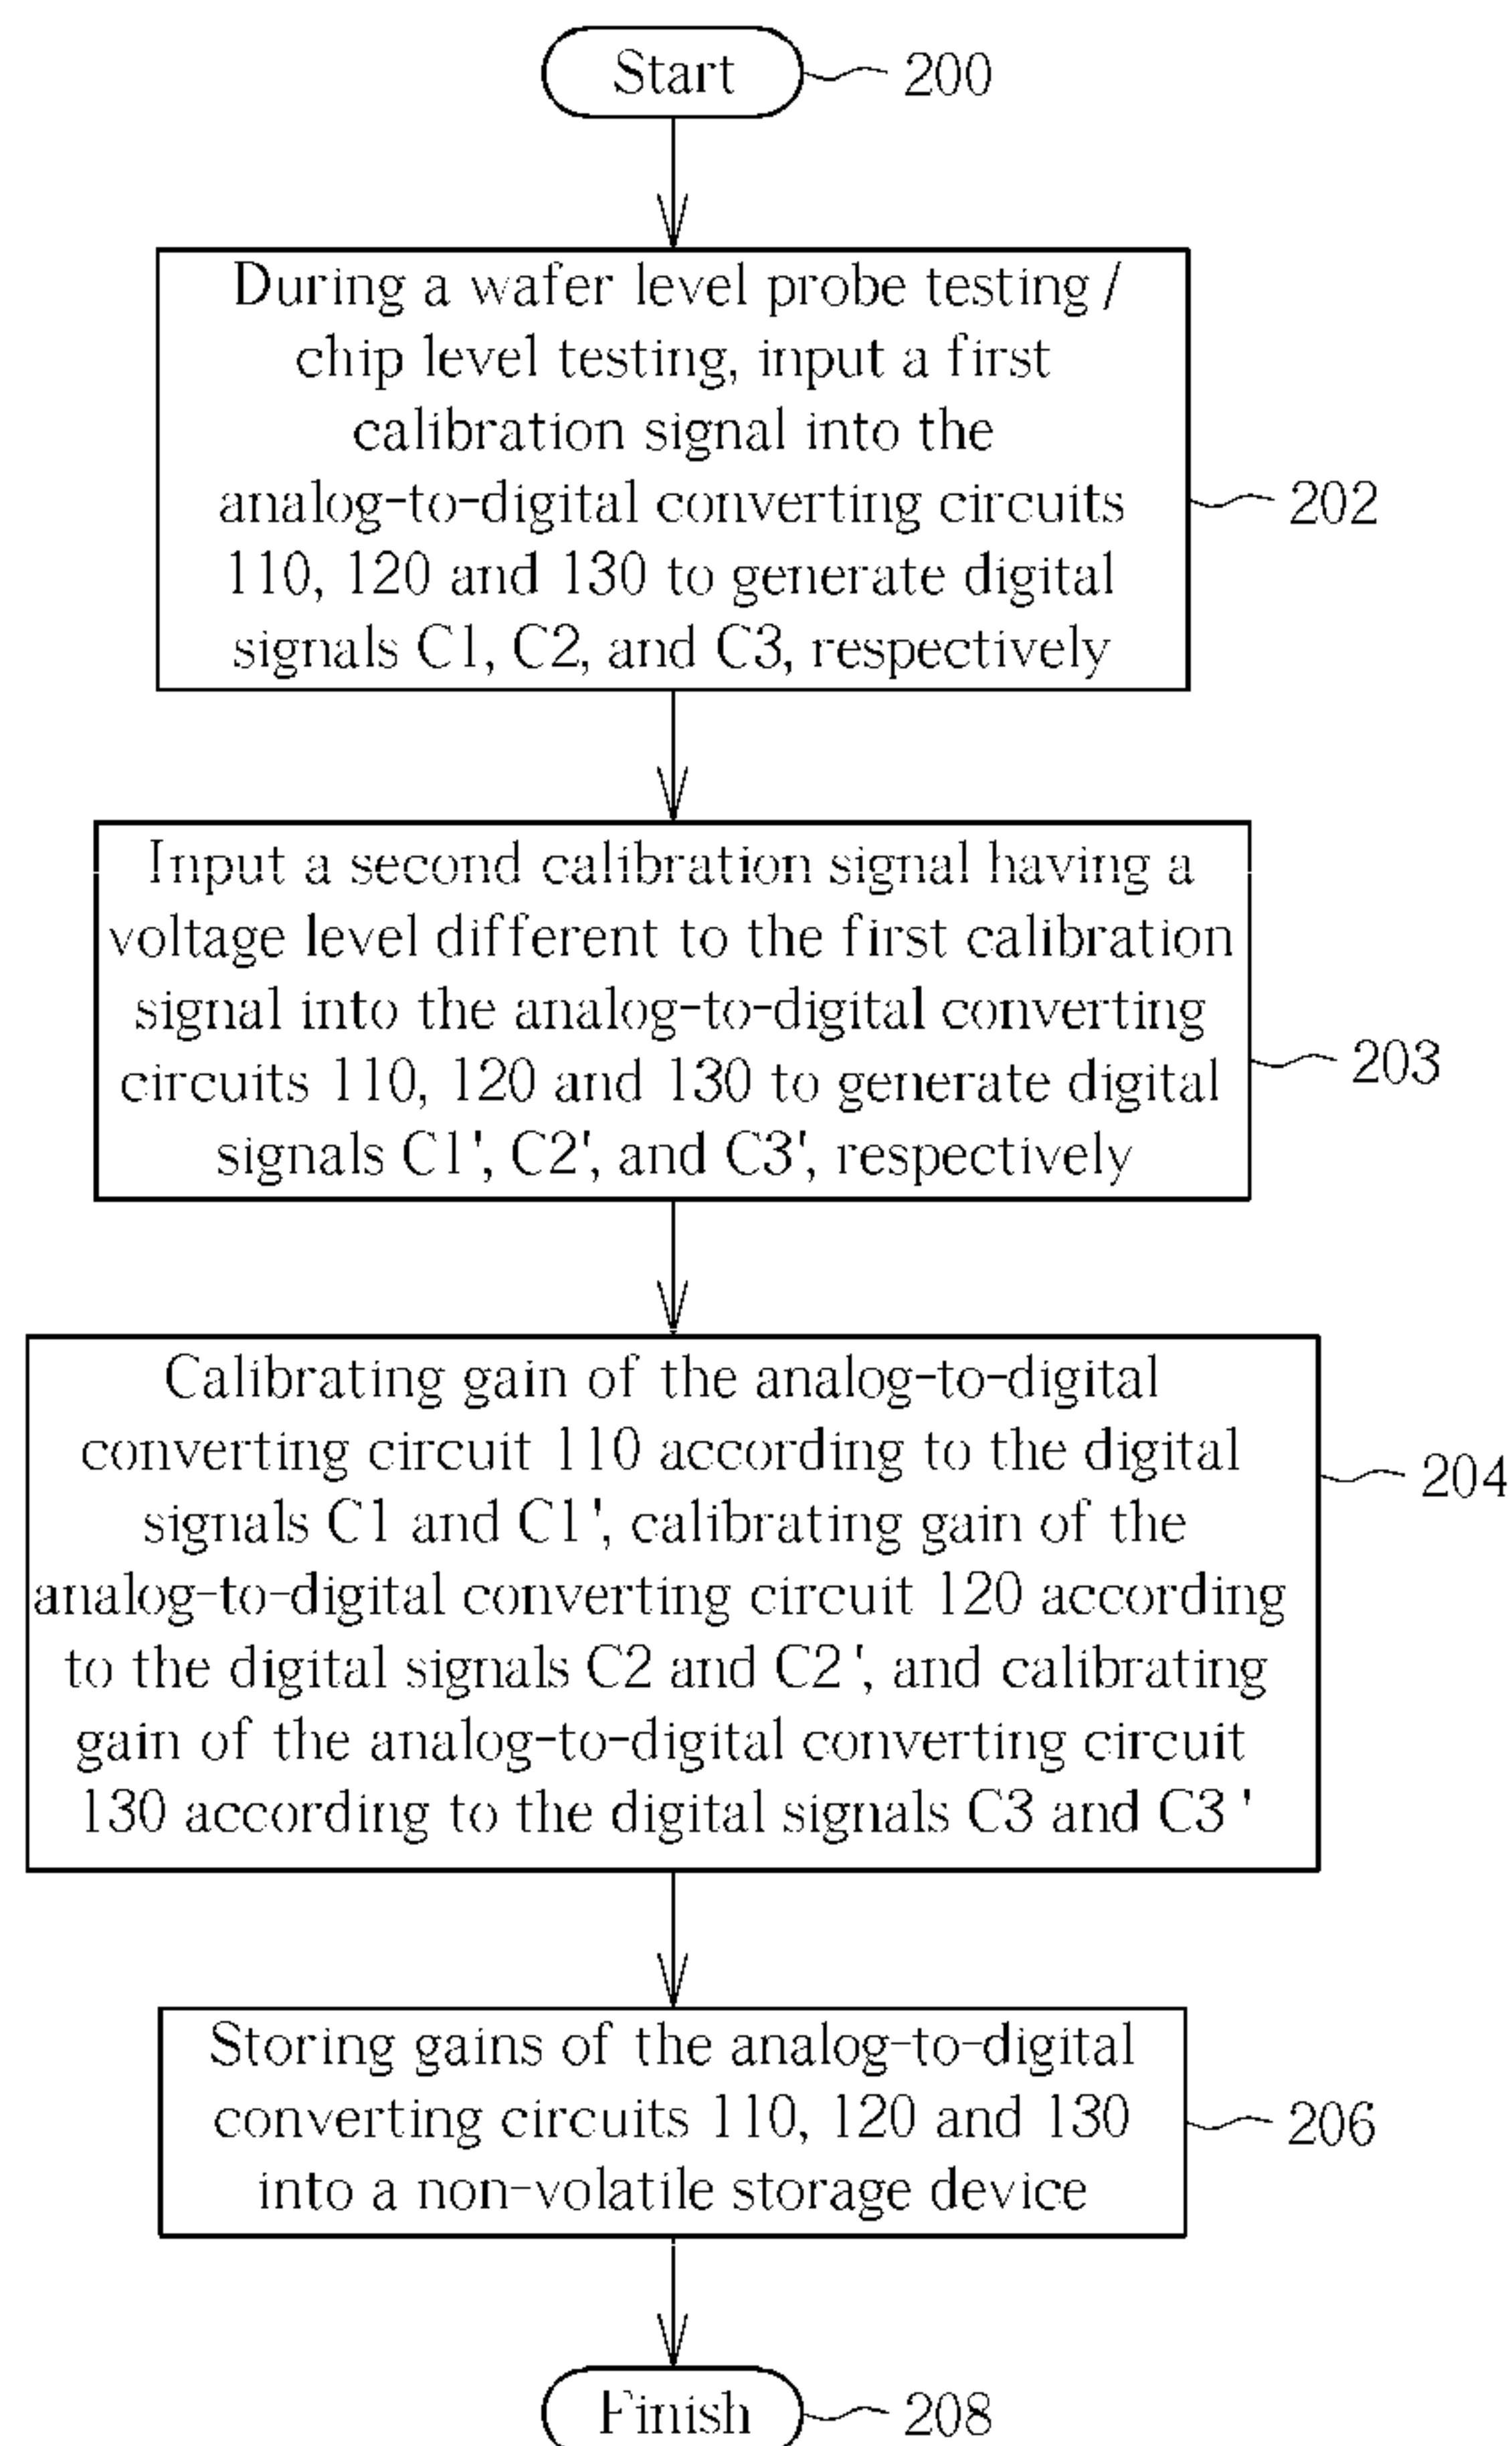 Start
200
During a wafer level probe testing /
chip level testing, input a first
calibration signal into the
analog-to-digital converting circuits
110, 120 and 130 to generate digital
signals C1, C2, and C3, respectively
202
Input a second calibration signal having a
voltage level different to the first calibration
signal into the analog-to-digital converting
circuits 110, 120 and 130 to generate digital
signals C1', C2', and C3', respectively
203
Calibrating gain of the analog-to-digital
converting circuit 110 according to the digital
signals C1 and C1', calibrating gain of the
analog-to-digital converting circuit 120 according
to the digital signals C2 and C2', and calibrating
gain of the analog-to-digital converting circuit
130 according to the digital signals C3 and C3'
204
Storing gains of the analog-to-digital
converting circuits 110, 120 and 130
into a non-volatile storage device
206
Finish
208